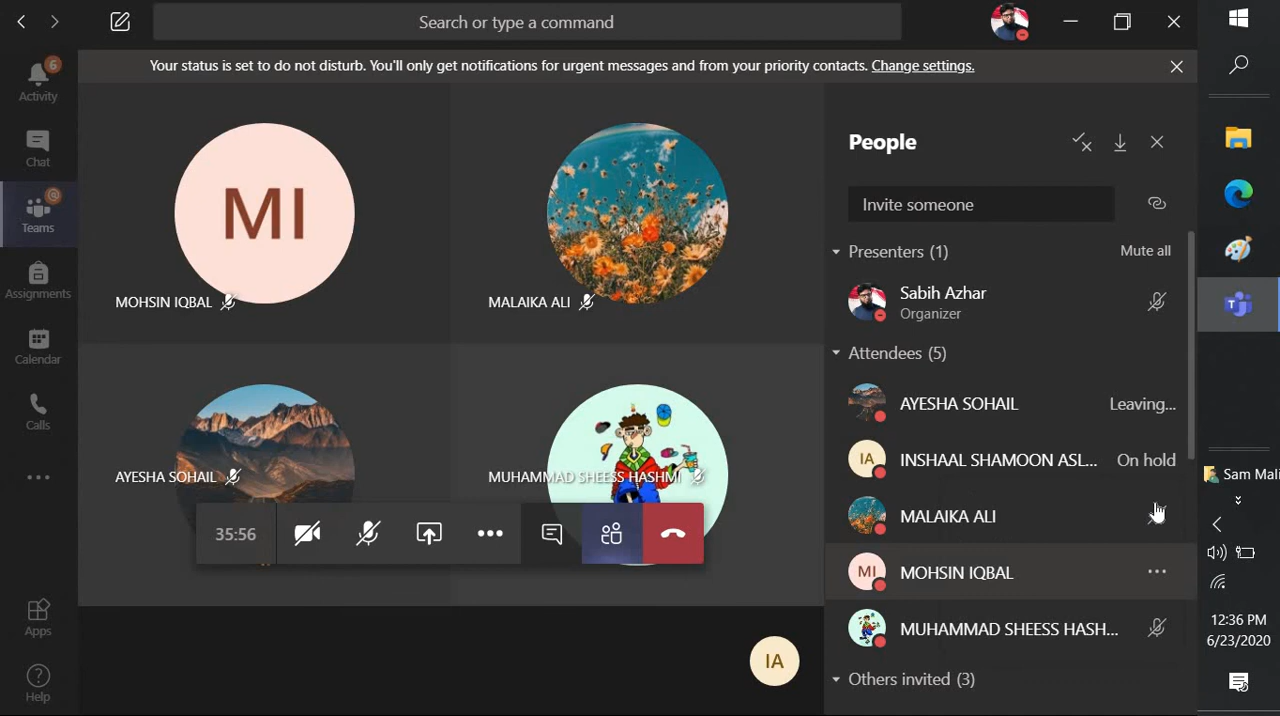 Search or type a command
Your status is set to do not disturb. You'll only get notifications for urgent messages and from your priority contacts. Change settings.
6
Activity
Chat
Teams
Assignments
Calendar
Calls
Apps
Help
MI
MOHSIN IQBAL
MALAIKA ALI
AYESHA SOHAIL
MUHAMMAD SHEESS HASHMI
35:56
IA
People
Invite someone
Presenters (1)
Mute all
Sabih Azhar
Organizer
Attendees (5)
AYESHA SOHAIL
Leaving...
IA
INSHAAL SHAMOON ASL...
On hold
MALAIKA ALI
MI
MOHSIN IQBAL
MUHAMMAD SHEESS HASH...
Others invited (3)
T
Sam Mali
12:36 PM
6/23/2020